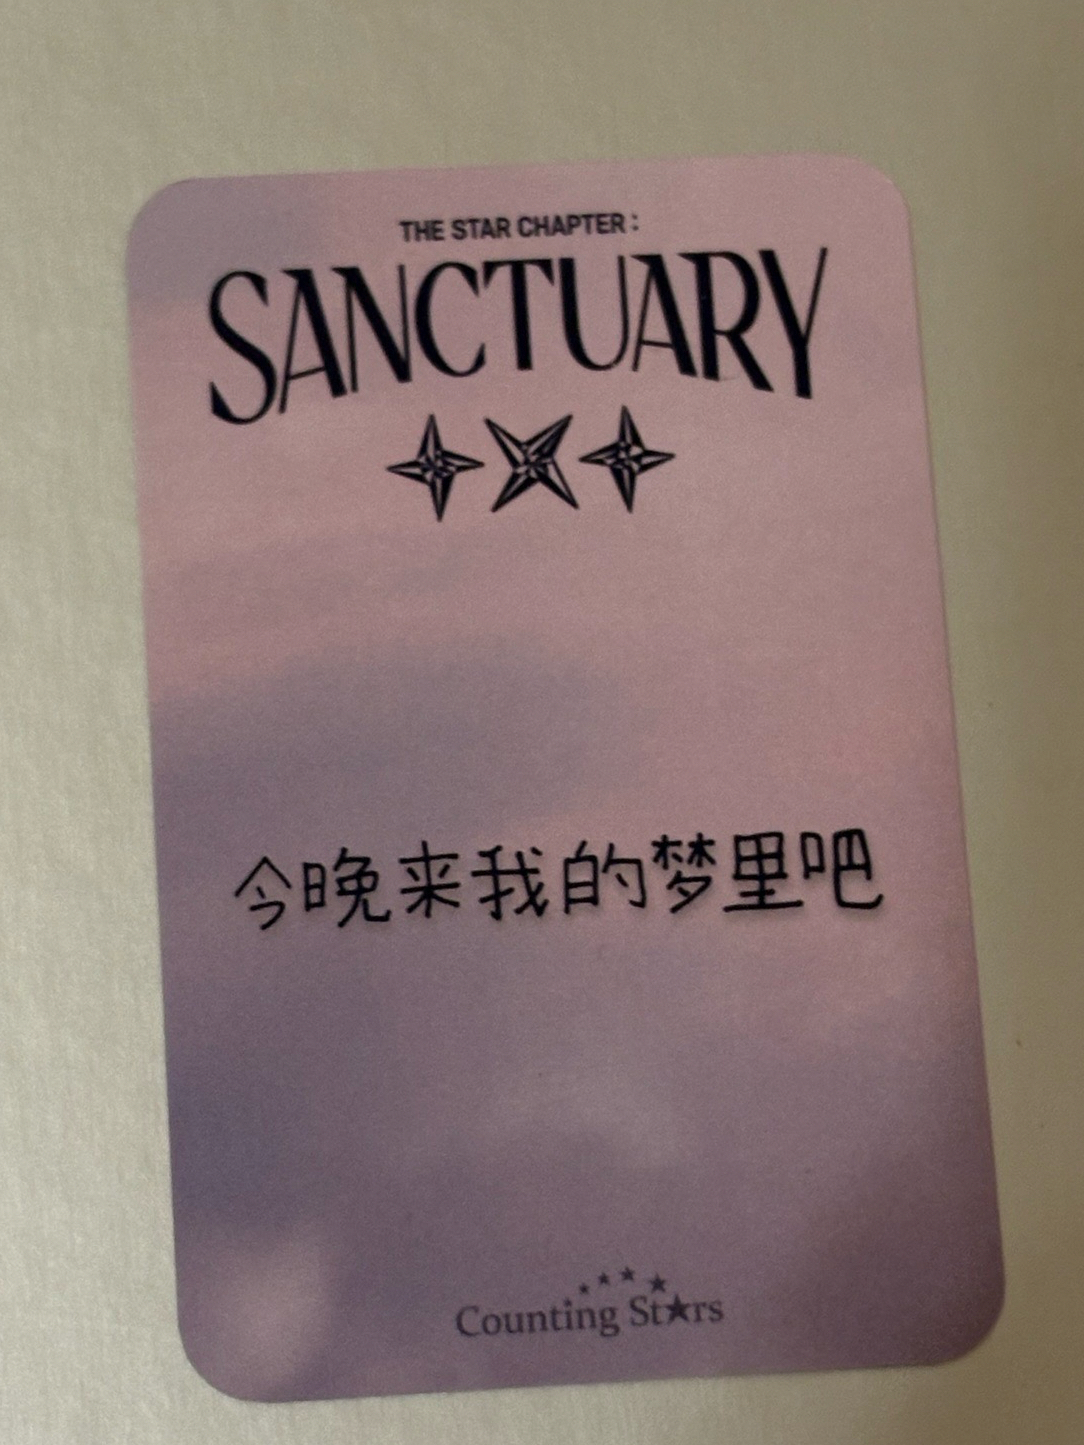 THE STAR CHAPTER :
SANCTUARY
今晚来我的梦里吧
Counting Stars